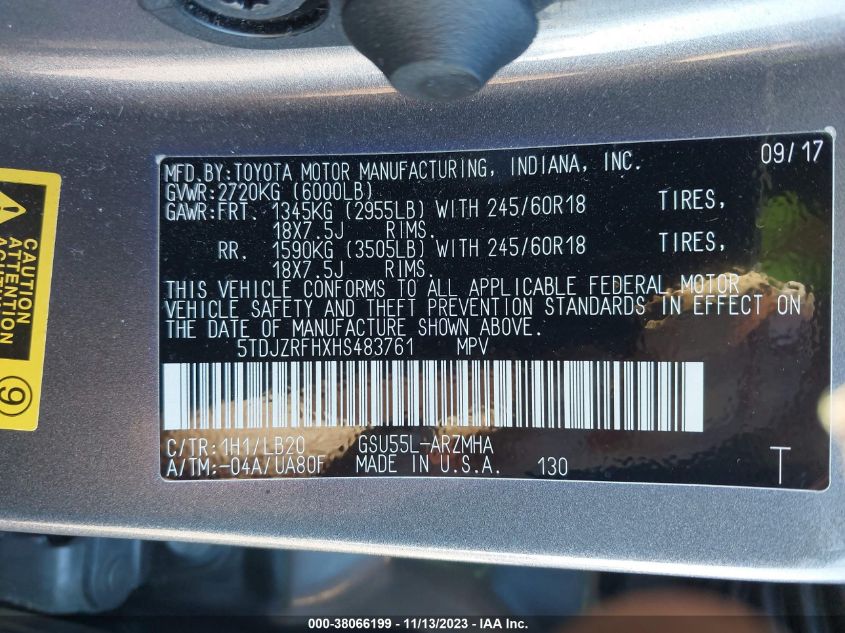 MFD.BY:TOYOTA MOTOR MANUFACTURING, INDIANA, INC. 09/17
GVWR:2720KG (6000LB)
GAWR:FRT. 1345KG (2955LB) WITH 245/60R18 TIRES,
18X7.5J RIMS.
RR. 1590KG (3505LB) WITH 245/60R18 TIRES,
18X7.5J RIMS.
THIS VEHICLE CONFORMS TO ALL APPLICABLE FEDERAL MOTOR
VEHICLE SAFETY AND THEFT PREVENTION STANDARDS IN EFFECT ON
THE DATE OF MANUFACTURE SHOWN ABOVE.
5TDJZRFHXHS483761 MPV
C/TR:1H1/LB20 GSU55L-ARZMHA
A/TM:-04A/UA80F MADE IN U.S.A. 130 T
CAUTION
ATTENTION
9
000-38066199 - 11/13/2023 - IAA Inc.